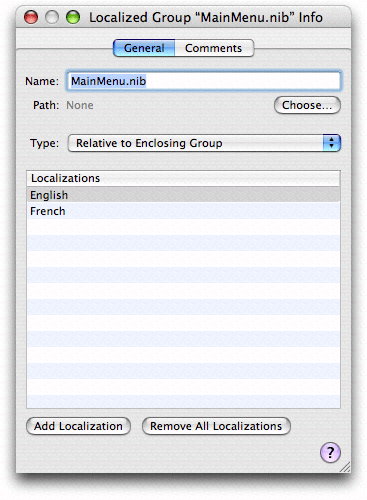 Localized Group “MainMenu.nib” Info
General Comments
Name: MainMenu.nib
Path: None Choose...
Type: Relative to Enclosing Group
Localizations
English
French
Add Localization Remove All Localizations
?